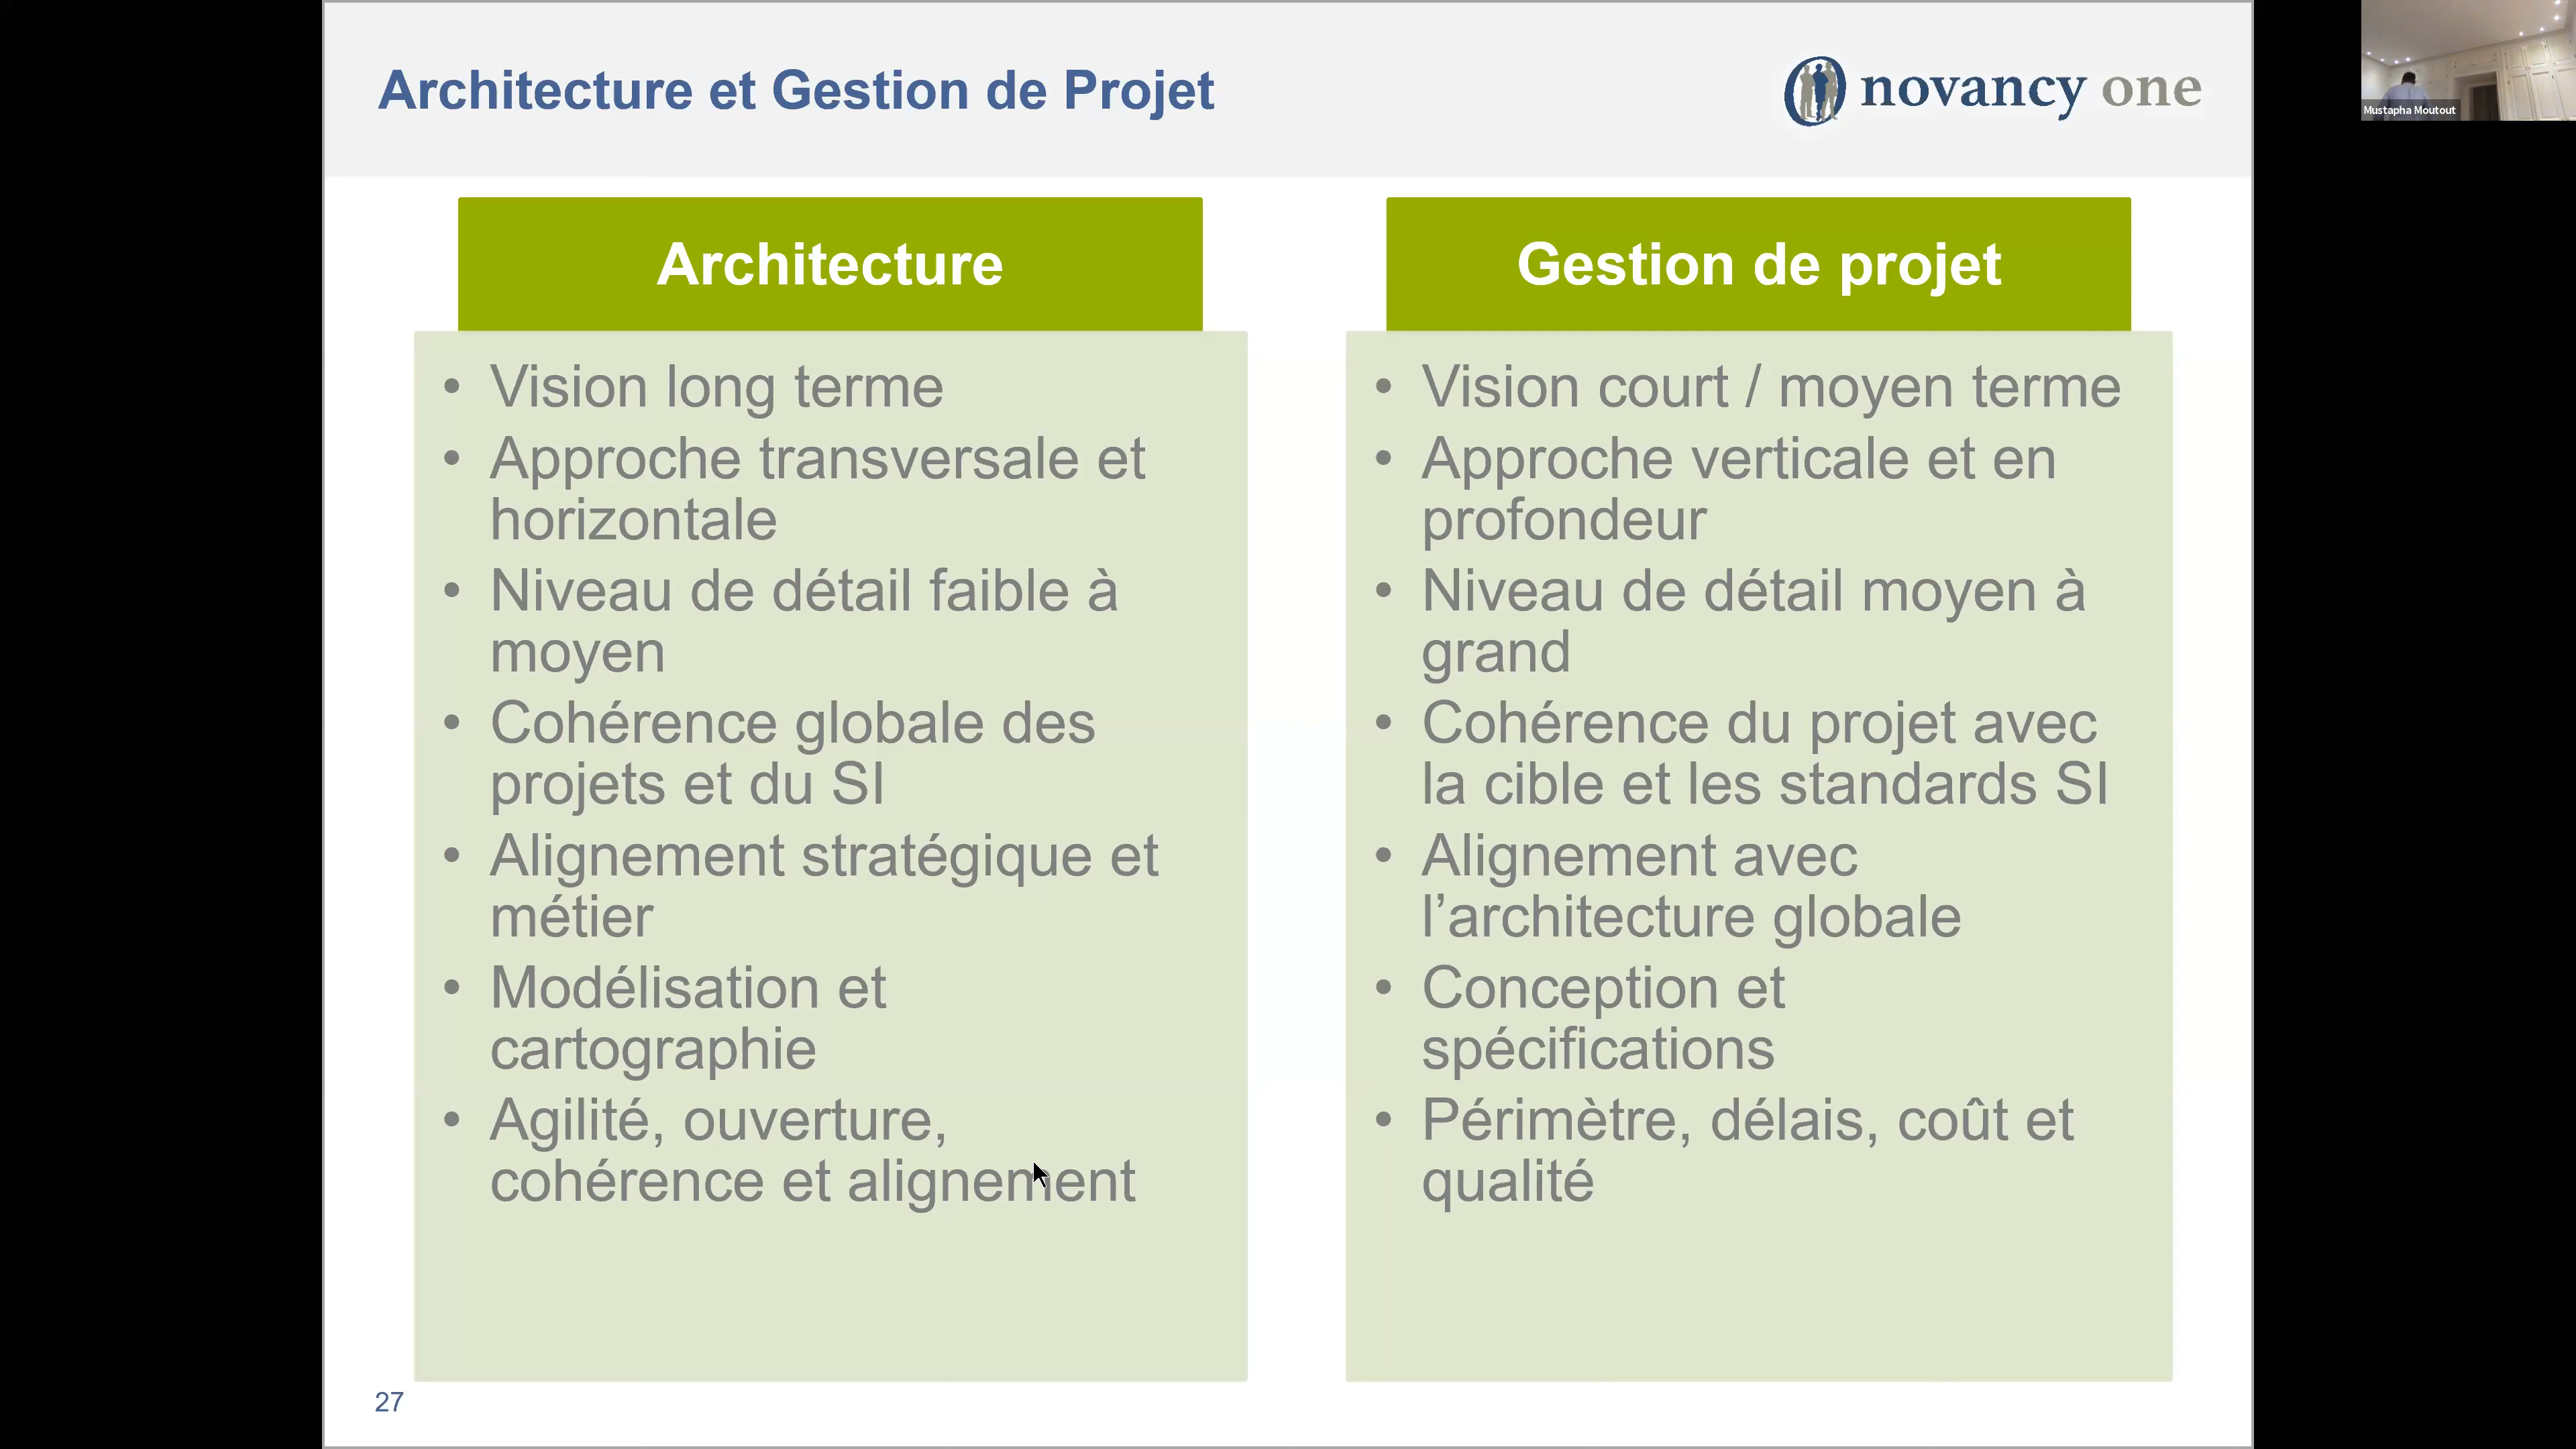 Architecture et Gestion de Projet
novancy one
Mustapha Moutout
Architecture
• Vision long terme
• Approche transversale et
horizontale
• Niveau de détail faible à
moyen
• Cohérence globale des
projets et du SI
• Alignement stratégique et
métier
• Modélisation et
cartographie
• Agilité, ouverture,
cohérence et alignement
Gestion de projet
• Vision court / moyen terme
• Approche verticale et en
profondeur
• Niveau de détail moyen à
grand
• Cohérence du projet avec
la cible et les standards SI
• Alignement avec
l’architecture globale
• Conception et
spécifications
• Périmètre, délais, coût et
qualité
27